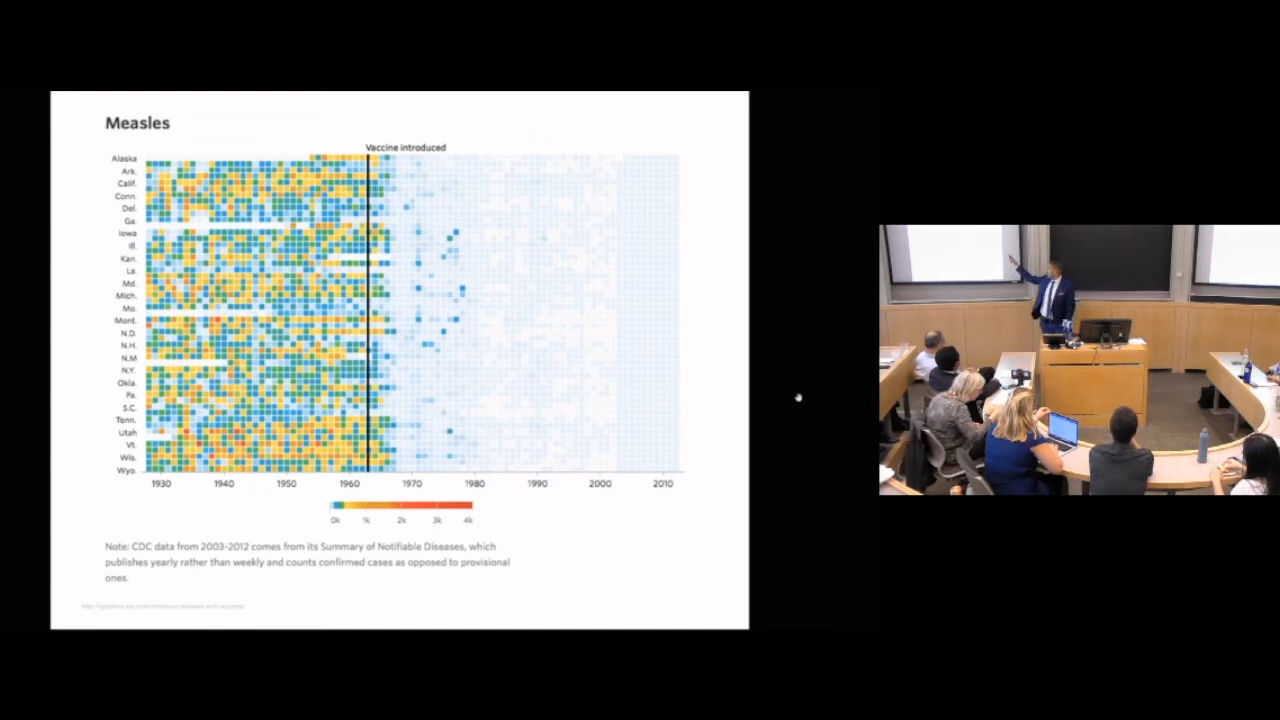 Measles
Vaccine introduced
Alaska
Ark.
Calif.
Conn.
Del.
Ga.
Iowa
Ill.
Kan.
La.
Md.
Mich.
Mo.
Mont.
N.D.
N.H.
N.M
N.Y.
Okla.
Pa.
S.C.
Tenn.
Utah
Vt.
Wis.
Wyo.
1930 1940 1950 1960 1970 1980 1990 2000 2010
0k 1k 2k 3k 4k
Note: CDC data from 2003-2012 comes from its Summary of Notifiable Diseases, which
publishes yearly rather than weekly and counts confirmed cases as opposed to provisional
ones.